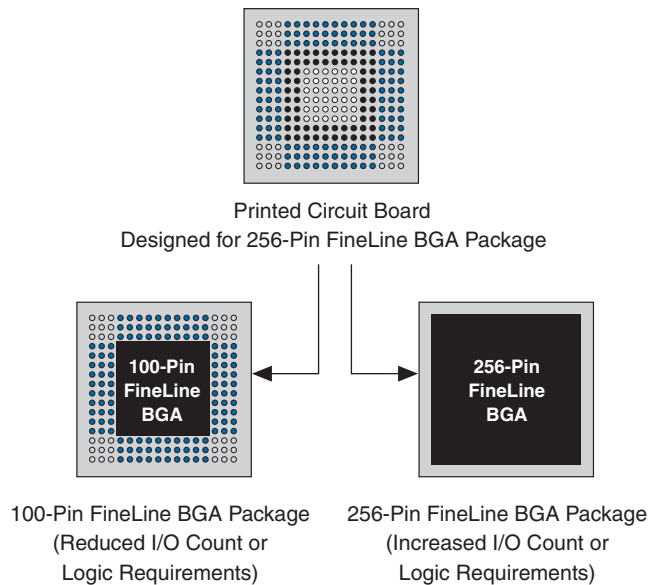 Printed Circuit Board
Designed for 256-Pin FineLine BGA Package
100-Pin
FineLine
BGA
256-Pin
FineLine
BGA
100-Pin FineLine BGA Package
(Reduced I/O Count or
Logic Requirements)
256-Pin FineLine BGA Package
(Increased I/O Count or
Logic Requirements)